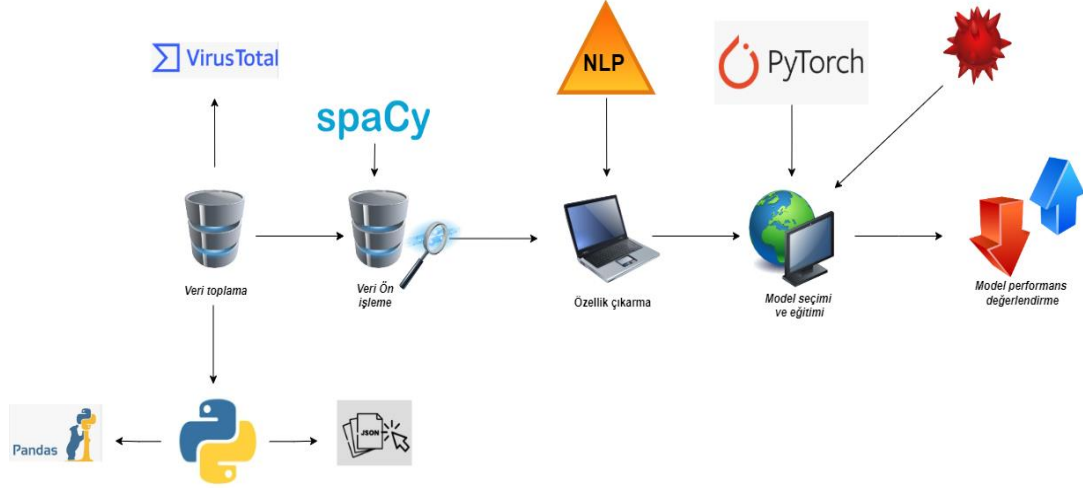 VirusTotal
spaCy
NLP
PyTorch
Veri toplama
Veri Ön
işleme
Özellik çıkarma
Model seçimi
ve eğitimi
Model performans
değerlendirme
Pandas
JSON